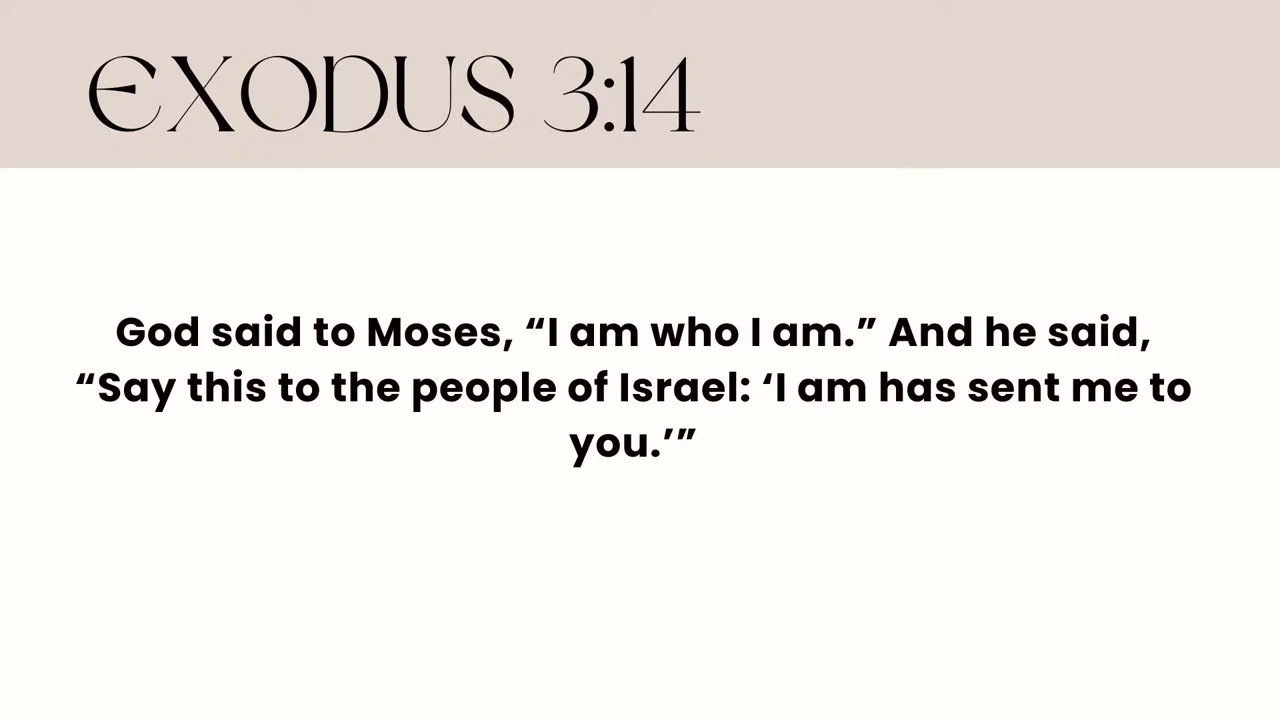 EXODUS 3:14
God said to Moses, “I am who I am.” And he said,
“Say this to the people of Israel: ‘I am has sent me to
you.’”